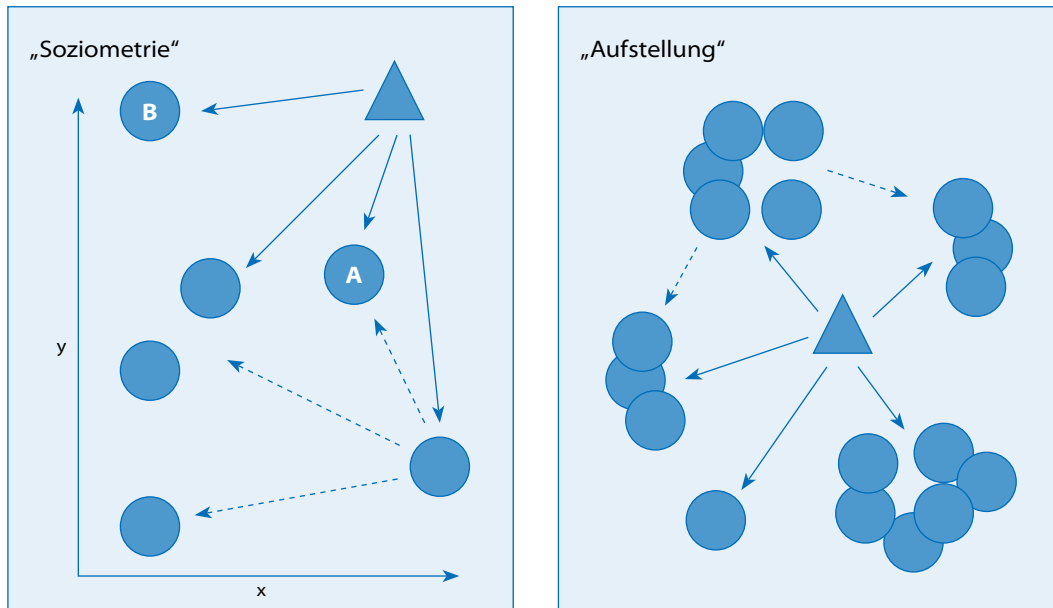 „Soziometrie“
B
A
y
x
„Aufstellung“